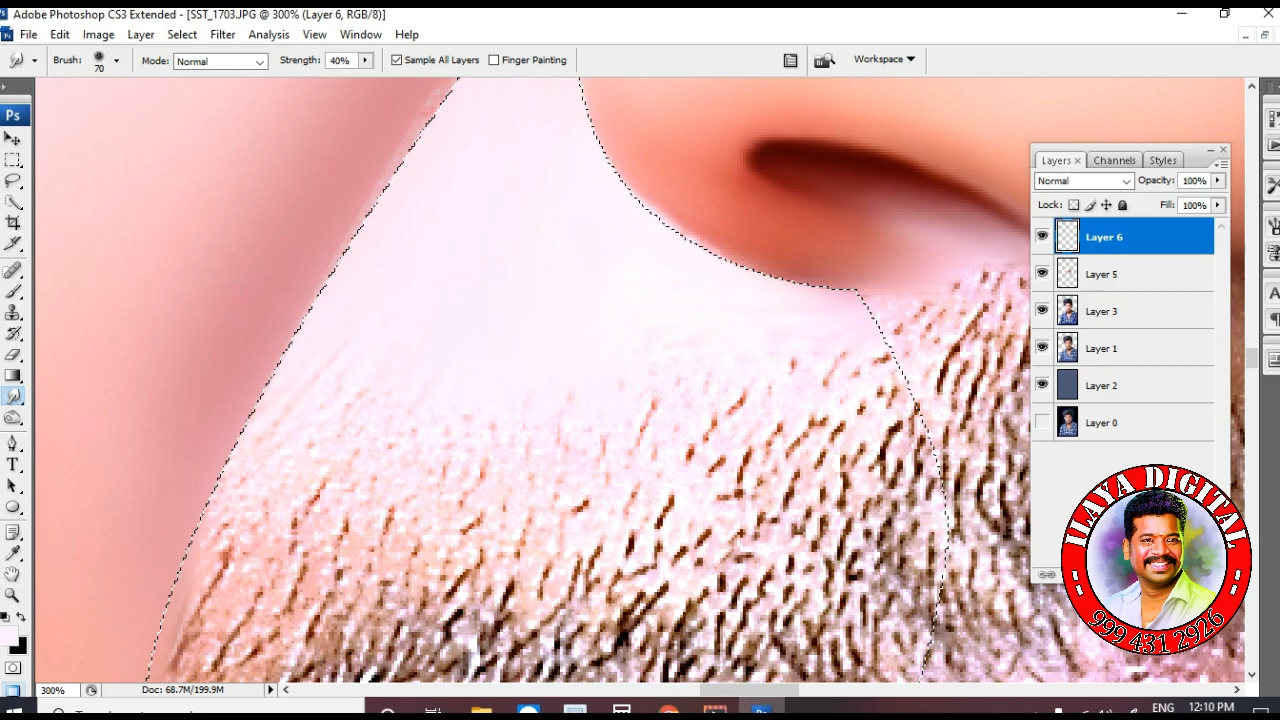 Adobe Photoshop CS3 Extended - [SST_1703.JPG @ 300% (Layer 6, RGB/8)]
File Edit Image Layer Select Filter Analysis View Window Help
Brush: 70 Mode: Normal Strength: 40% Sample All Layers Finger Painting Workspace
Ps
Layers Channels Styles
Normal Opacity: 100%
Lock: Fill: 100%
Layer 6
Layer 5
Layer 3
Layer 1
Layer 2
Layer 0
ILAYA DIGITAL
999 431 2926
300% Doc: 68.7M/199.9M
ENG 12:10 PM